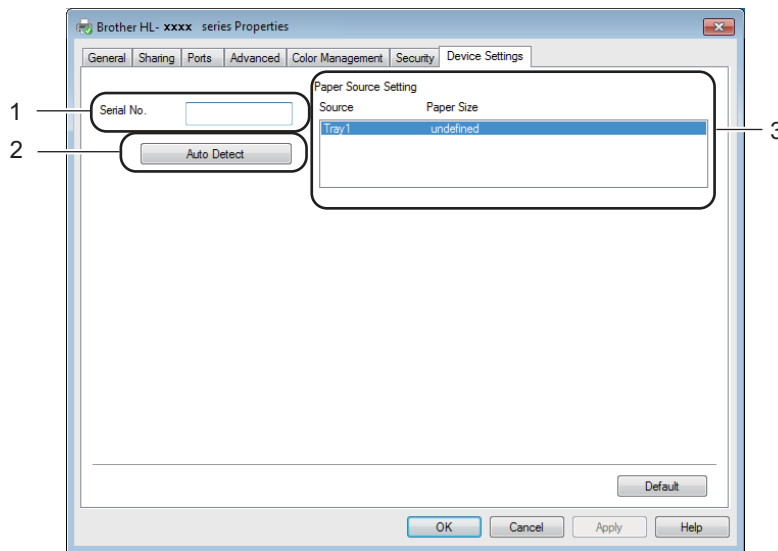 Brother HL- xxxx series Properties
General Sharing Ports Advanced Color Management Security Device Settings
1
Serial No.
2
Auto Detect
Paper Source Setting
Source Paper Size
Tray1 undefined
3
Default
OK Cancel Apply Help